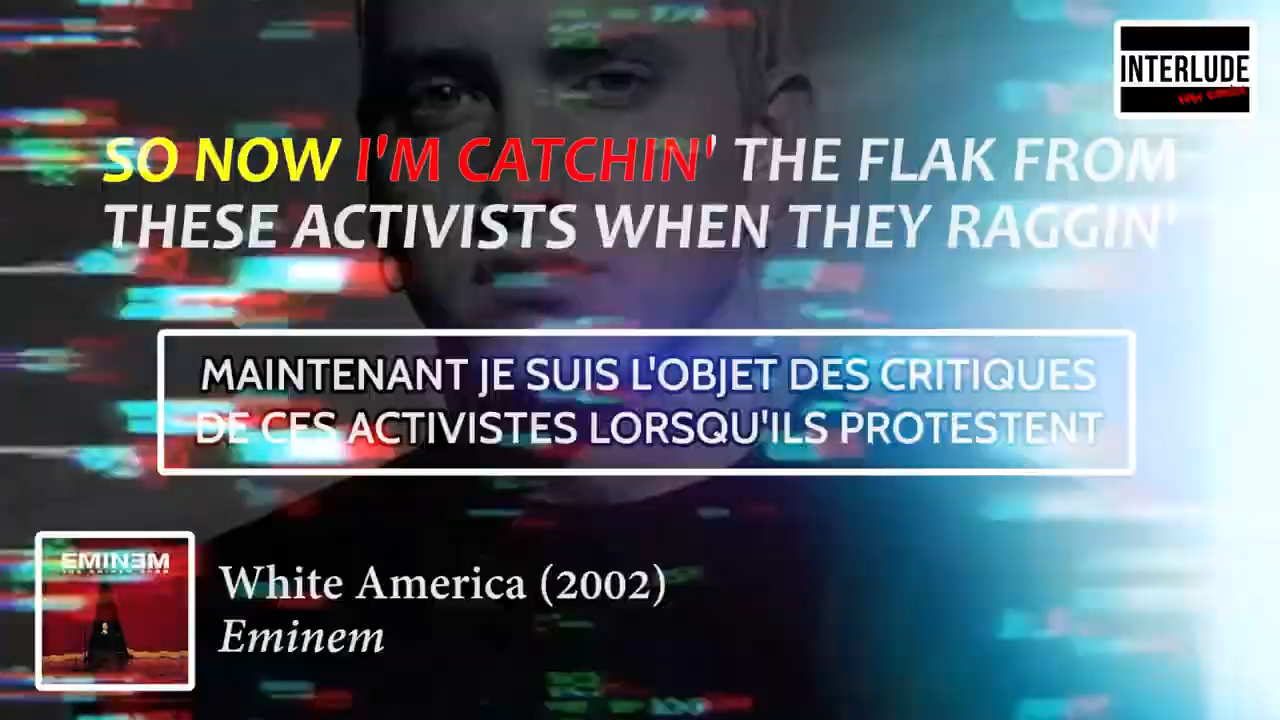 INTERLUDE
SO NOW I'M CATCHIN' THE FLAK FROM
THESE ACTIVISTS WHEN THEY RAGGIN'
MAINTENANT JE SUIS L'OBJET DES CRITIQUES
DE CES ACTIVISTES LORSQU'ILS PROTESTENT
EMINƎM
White America (2002)
Eminem